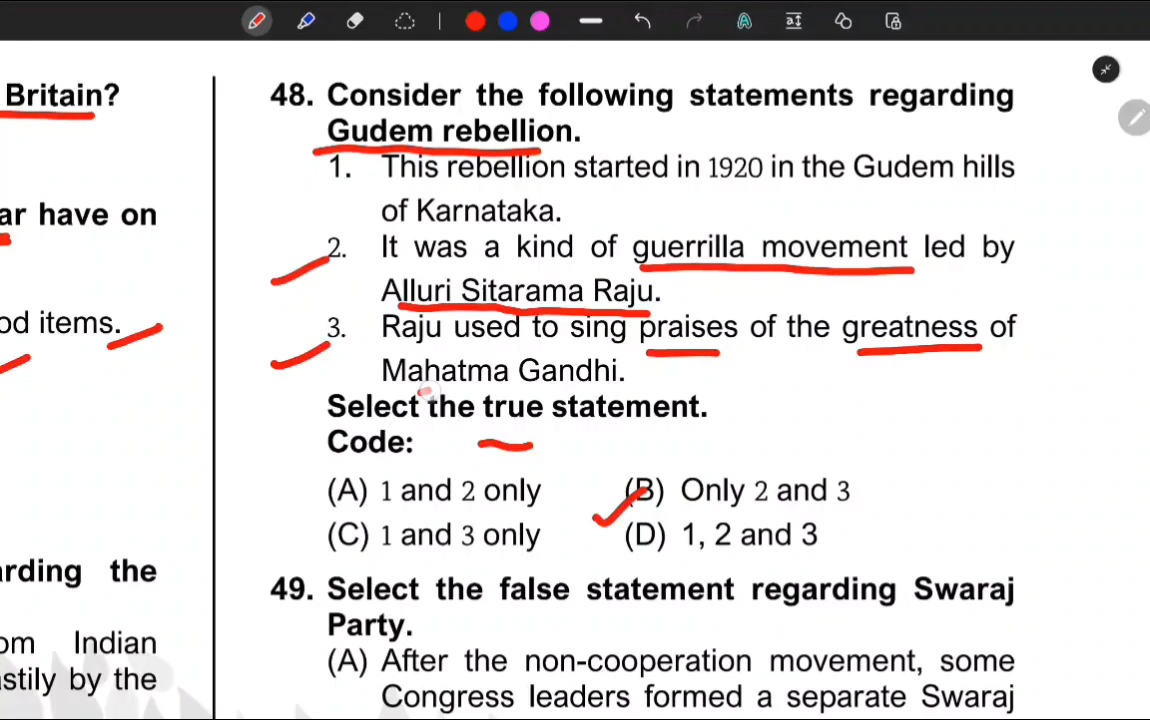 Britain?
ar have on
od items.
rding the
om Indian
stily by the
48. Consider the following statements regarding
Gudem rebellion.
1. This rebellion started in 1920 in the Gudem hills
of Karnataka.
2. It was a kind of guerrilla movement led by
Alluri Sitarama Raju.
3. Raju used to sing praises of the greatness of
Mahatma Gandhi.
Select the true statement.
Code:
(A) 1 and 2 only (B) Only 2 and 3
(C) 1 and 3 only (D) 1, 2 and 3
49. Select the false statement regarding Swaraj
Party.
(A) After the non-cooperation movement, some
Congress leaders formed a separate Swaraj